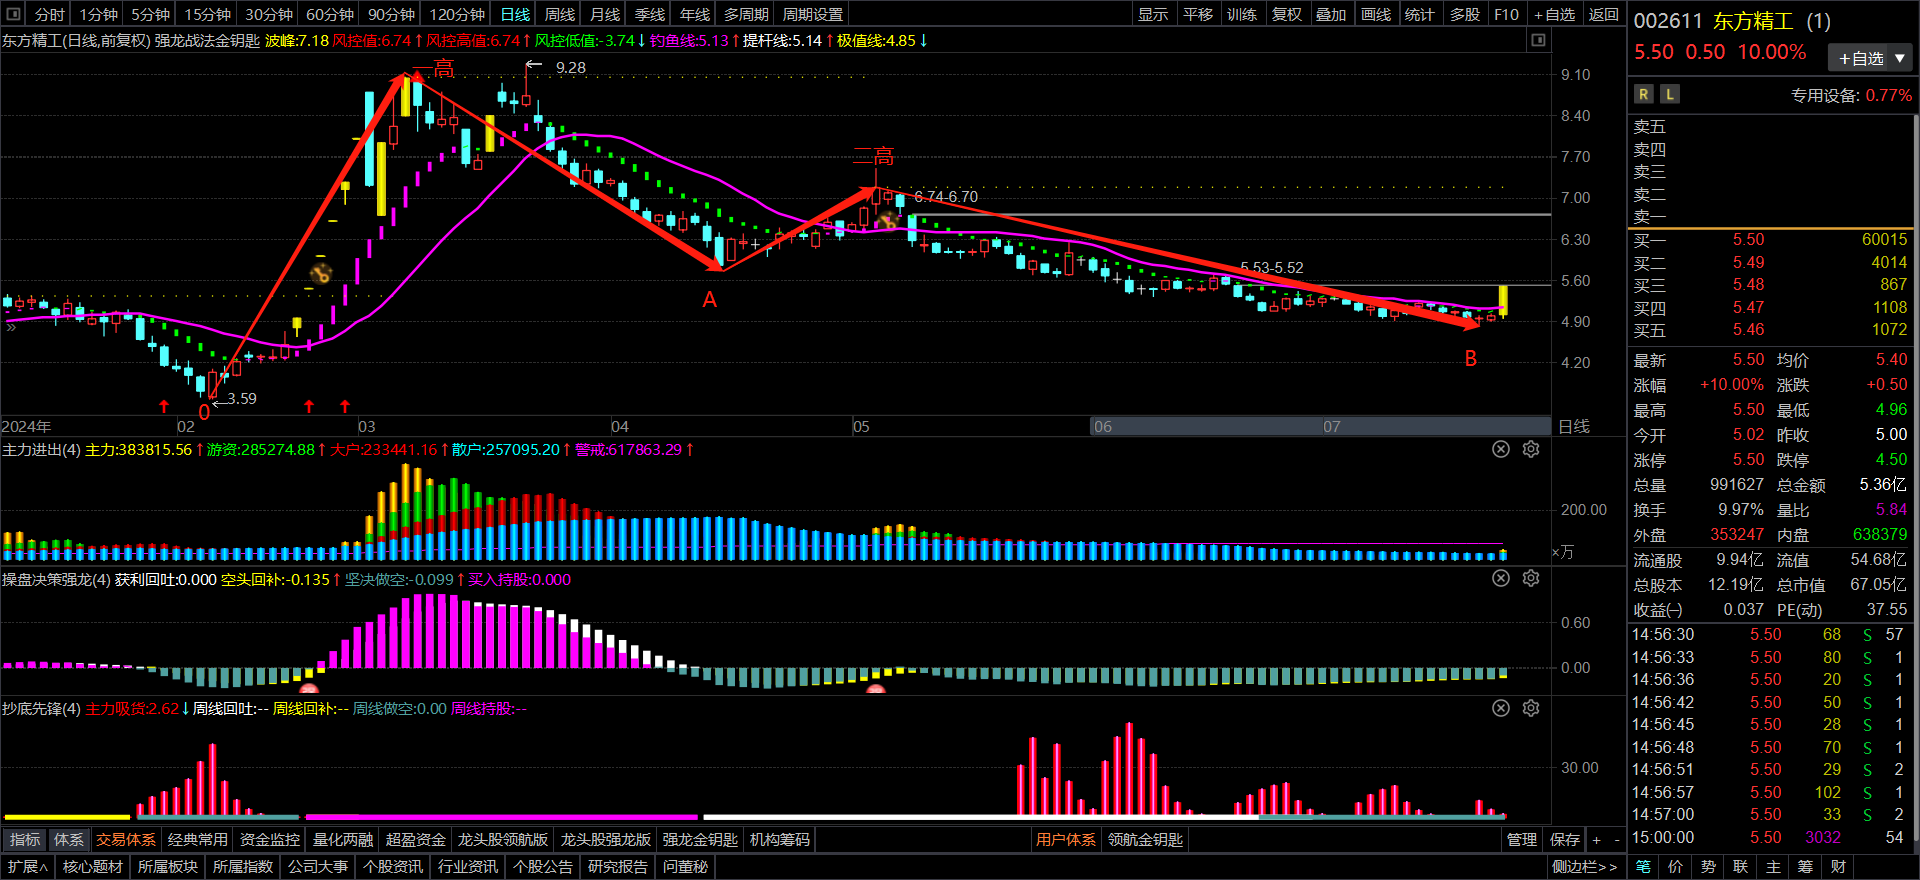 分时 1分钟 5分钟 15分钟 30分钟 60分钟 90分钟 120分钟 日线 周线 月线 季线 年线 多周期 周期设置 显示 平移 训练 复权 叠加 画线 统计 多股 F10 +自选 返回
东方精工(日线,前复权) 强龙战法金钥匙 波峰:7.18 风控值:6.74↑ 风控高值:6.74↑ 风控低值:-3.74↓ 钓鱼线:5.13↑ 提杆线:5.14↑ 极值线:4.85↓
一高
9.28
二高
6.74-6.70
5.53-5.52
A
B
0
3.59
9.10
8.40
7.70
7.00
6.30
5.60
4.90
4.20
»
2024年 02 03 04 05 06 07 日线
主力进出(4) 主力:383815.56↑ 游资:285274.88↑ 大户:233441.16↑ 散户:257095.20↑ 警戒:617863.29↑
200.00
×万
操盘决策强龙(4) 获利回吐:0.000 空头回补:-0.135↑ 坚决做空:-0.099↑ 买入持股:0.000
0.60
0.00
抄底先锋(4) 主力吸货:2.62↓ 周线回吐:-- 周线回补:-- 周线做空:0.00 周线持股:--
30.00
指标 体系 交易体系 经典常用 资金监控 量化两融 超盈资金 龙头股领航版 龙头股强龙版 强龙金钥匙 机构筹码 用户体系 领航金钥匙 管理 保存 + -
扩展∧ 核心题材 所属板块 所属指数 公司大事 个股资讯 行业资讯 个股公告 研究报告 问董秘 侧边栏>>
002611 东方精工 (1)
5.50 0.50 10.00% +自选 ▼
R L 专用设备: 0.77%
卖五
卖四
卖三
卖二
卖一
买一 5.50 60015
买二 5.49 4014
买三 5.48 867
买四 5.47 1108
买五 5.46 1072
最新 5.50 均价 5.40
涨幅 +10.00% 涨跌 +0.50
最高 5.50 最低 4.96
今开 5.02 昨收 5.00
涨停 5.50 跌停 4.50
总量 991627 总金额 5.36亿
换手 9.97% 量比 5.84
外盘 353247 内盘 638379
流通股 9.94亿 流值 54.68亿
总股本 12.19亿 总市值 67.05亿
收益㈠ 0.037 PE(动) 37.55
14:56:30 5.50 68 S 57
14:56:33 5.50 80 S 1
14:56:36 5.50 20 S 1
14:56:42 5.50 50 S 1
14:56:45 5.50 28 S 1
14:56:48 5.50 70 S 1
14:56:51 5.50 29 S 2
14:56:57 5.50 102 S 1
14:57:00 5.50 33 S 2
15:00:00 5.50 3032 54
笔 价 势 联 主 筹 财